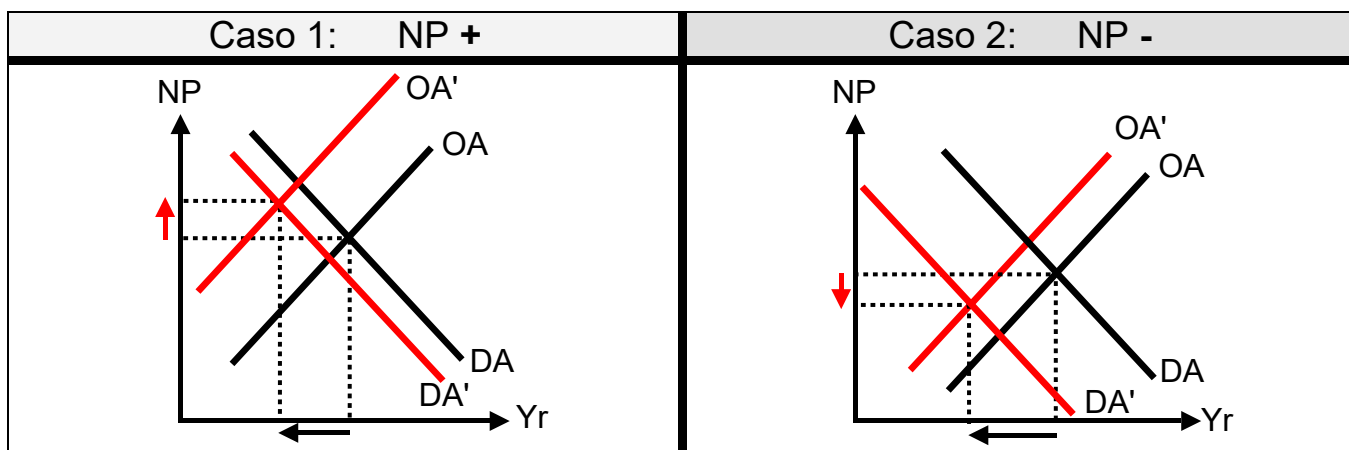 Caso 1: NP +
Caso 2: NP -
NP
OA'
OA
DA
DA'
Yr
NP
OA'
OA
DA
DA'
Yr